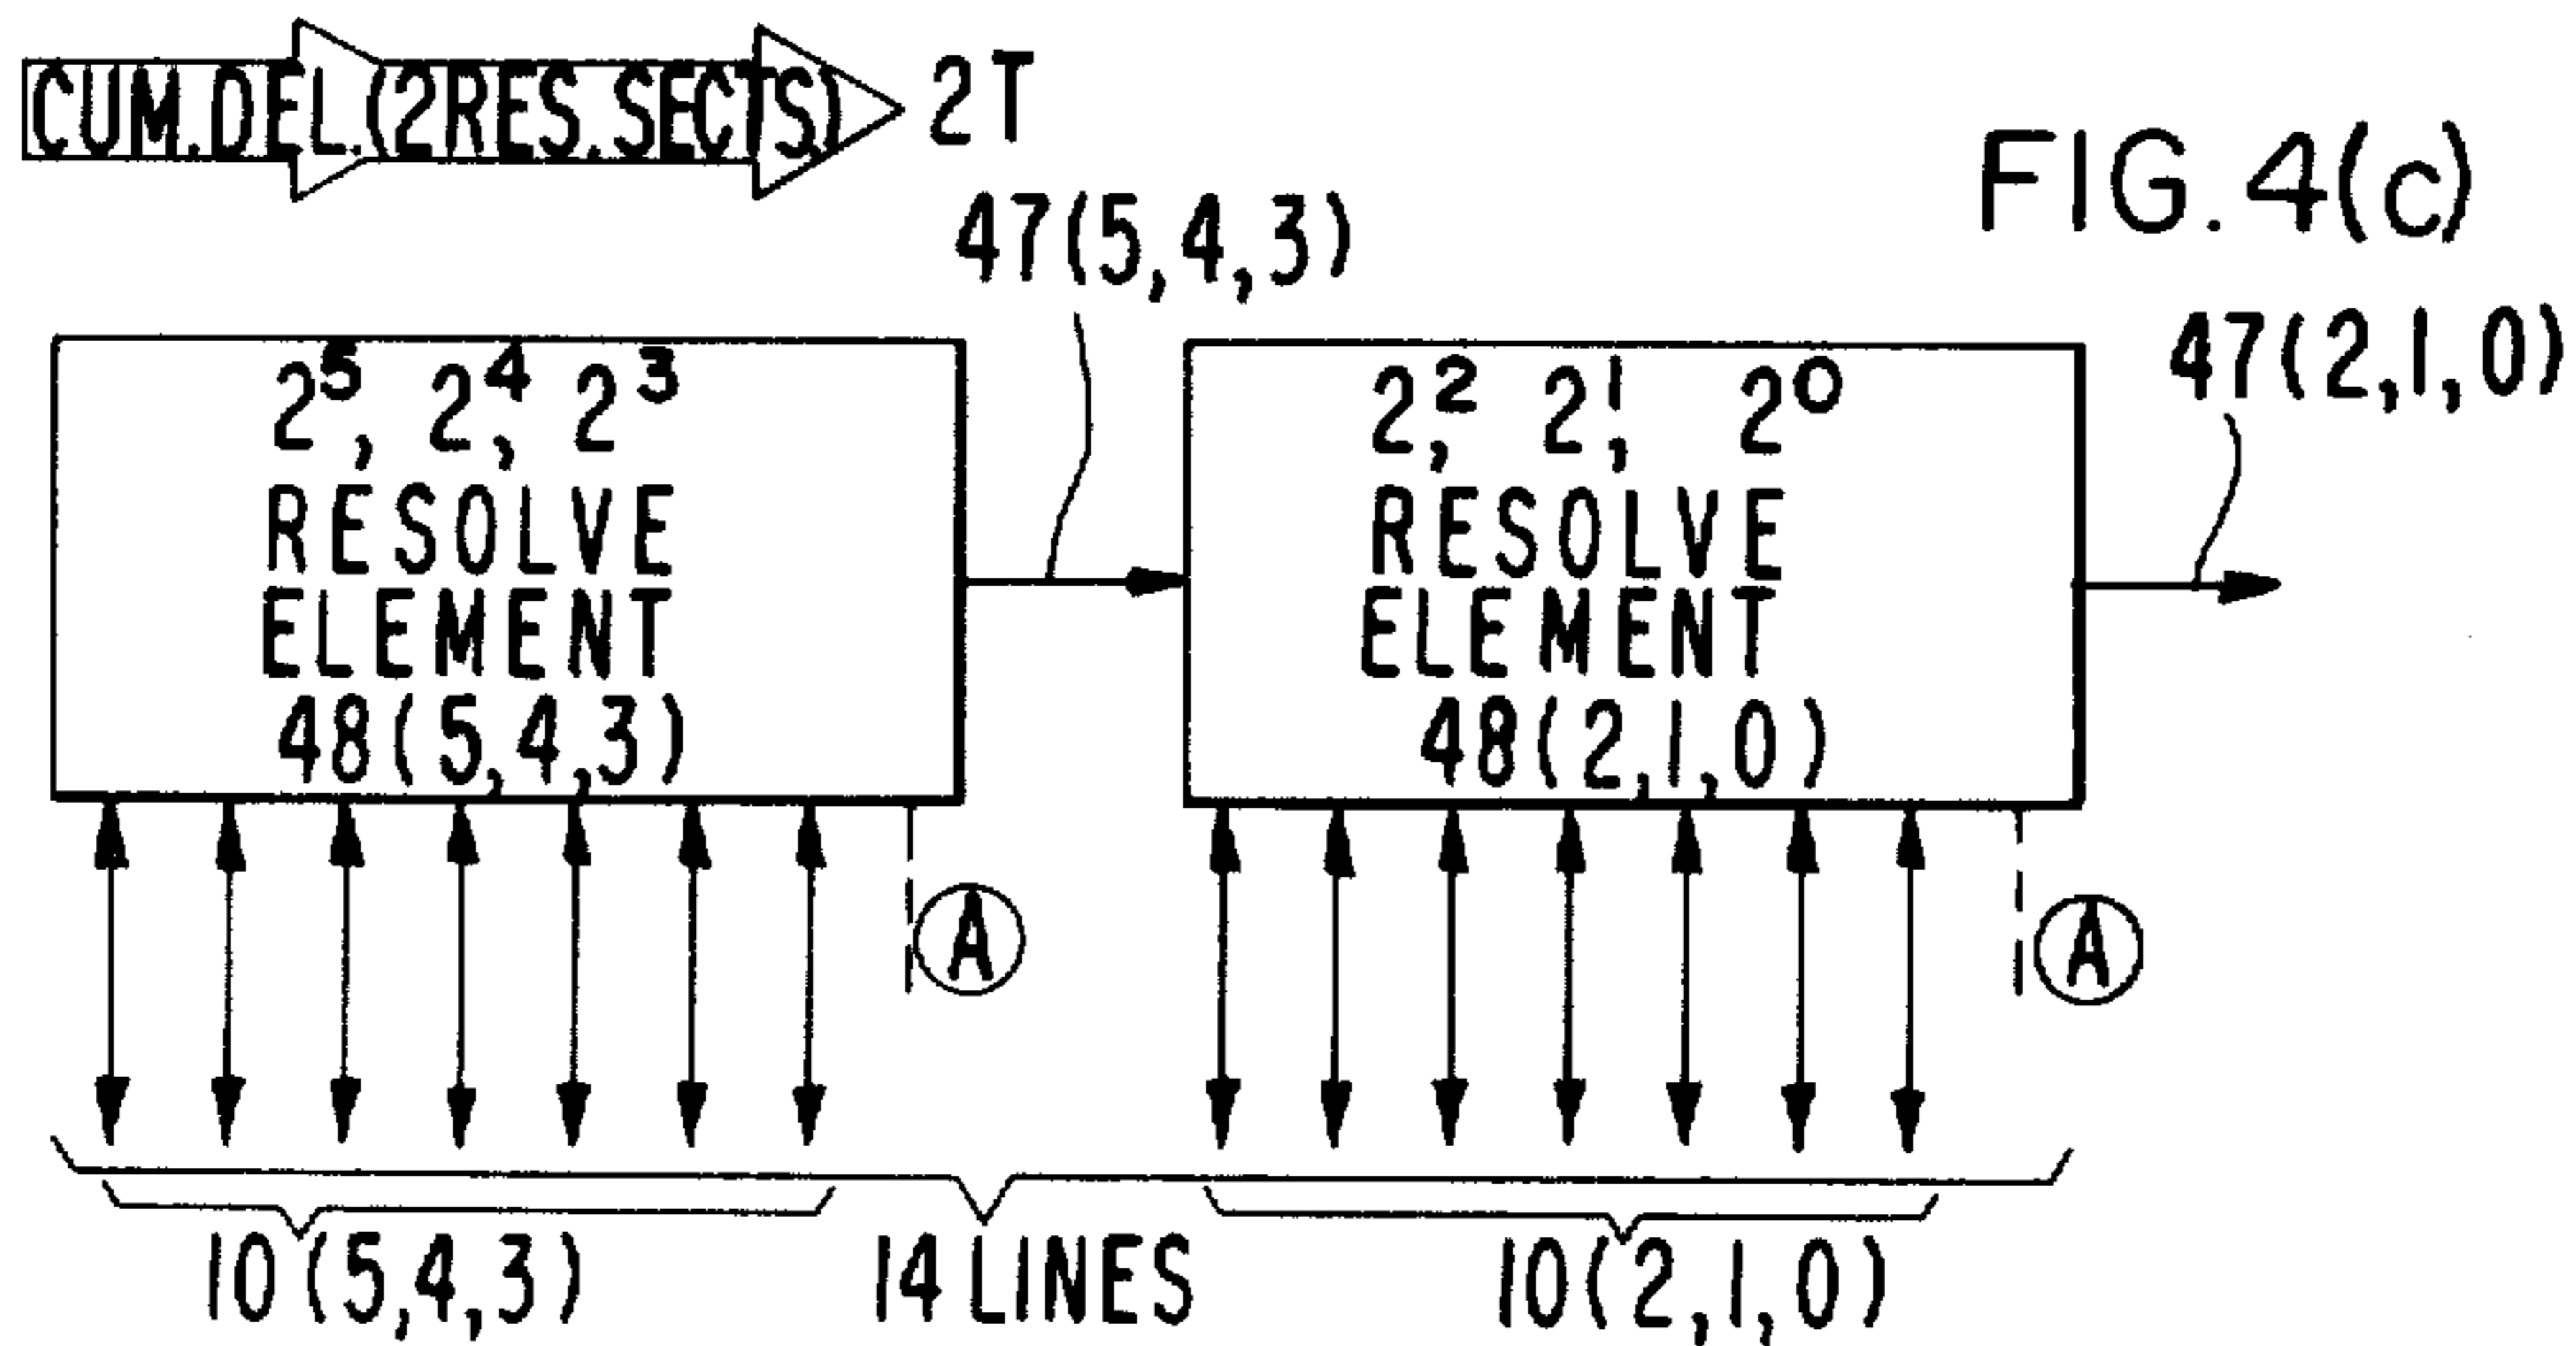 CUM.DEL.(2RES.SECTS) 2T
FIG.4(c)
47(5,4,3)
47(2,1,0)
2⁵, 2⁴, 2³
RESOLVE
ELEMENT
48(5,4,3)
2², 2¹, 2⁰
RESOLVE
ELEMENT
48(2,1,0)
A
A
10(5,4,3)
14 LINES
10(2,1,0)